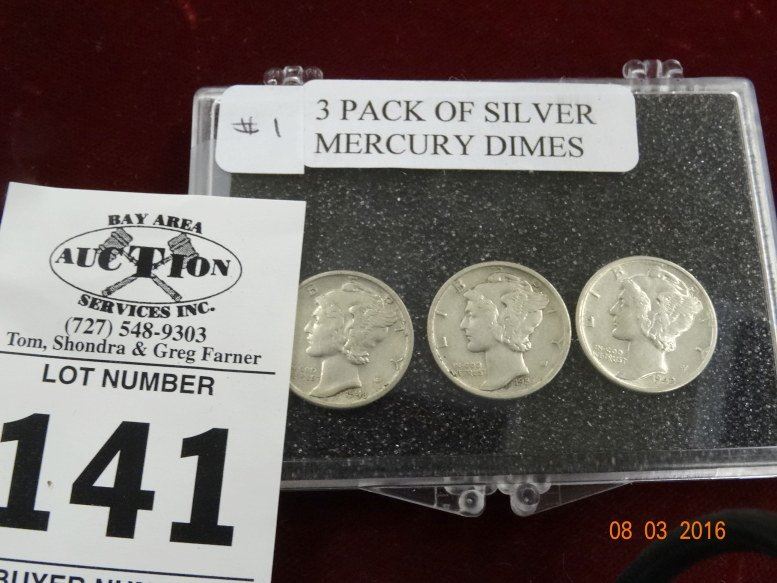 # 1
3 PACK OF SILVER
MERCURY DIMES
BAY AREA
AUCTION
SERVICES INC.
(727) 548-9303
Tom, Shondra & Greg Farner
LOT NUMBER
141
BUYER NUM
LIBERTY
IN GOD
WE TRUST
LIBERTY
IN GOD
WE TRUST
LIBERTY
IN GOD
WE TRUST
08 03 2016